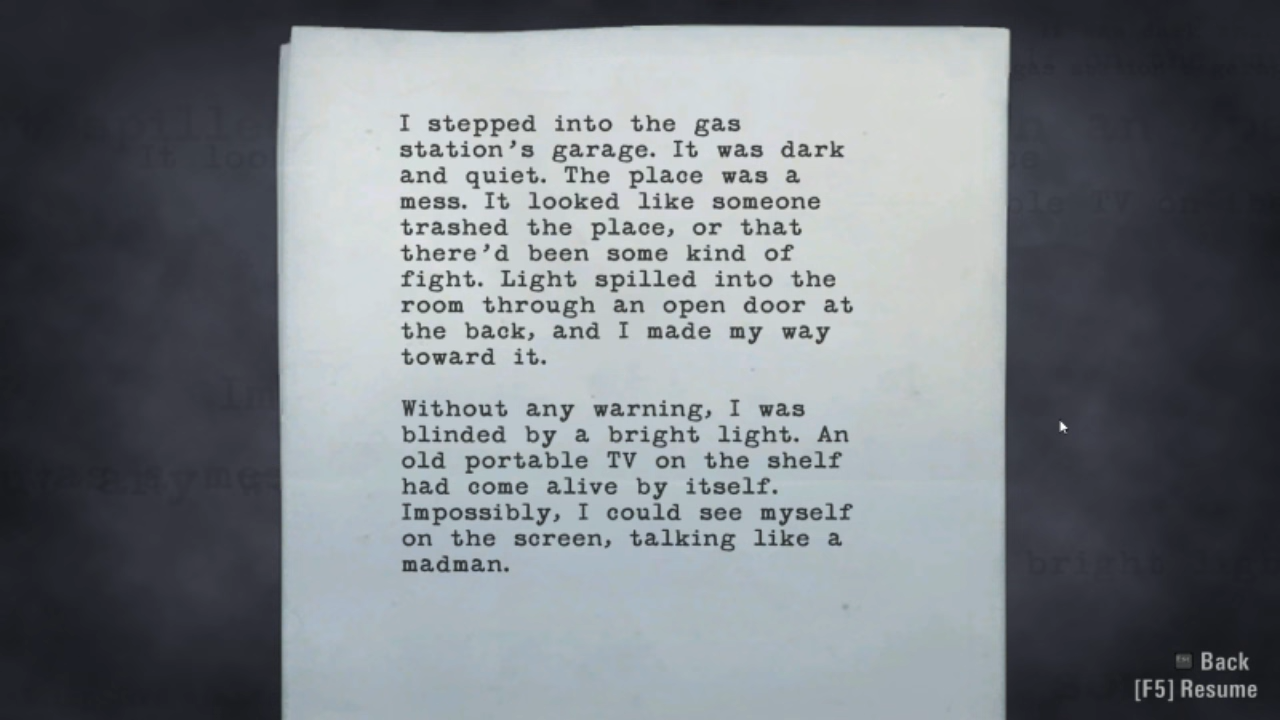 I stepped into the gas
station's garage. It was dark
and quiet. The place was a
mess. It looked like someone
trashed the place, or that
there'd been some kind of
fight. Light spilled into the
room through an open door at
the back, and I made my way
toward it.
Without any warning, I was
blinded by a bright light. An
old portable TV on the shelf
had come alive by itself.
Impossibly, I could see myself
on the screen, talking like a
madman.
Back
[F5] Resume